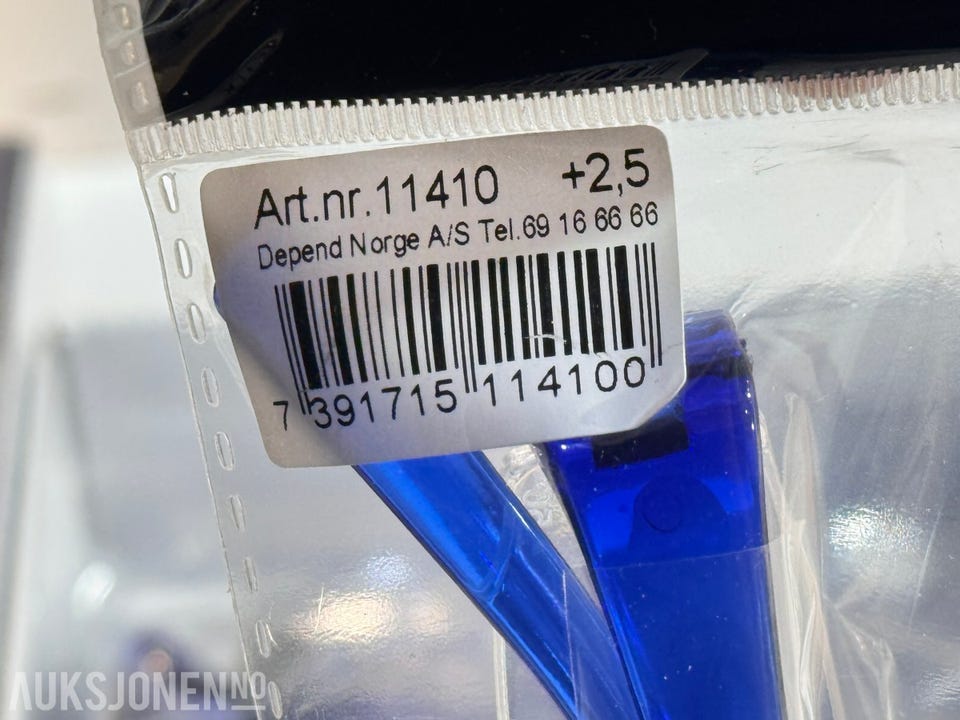 Art.nr.11410 +2,5
Depend Norge A/S Tel.69 16 66 66
7 391715 114100
AUKSJONEN.NO